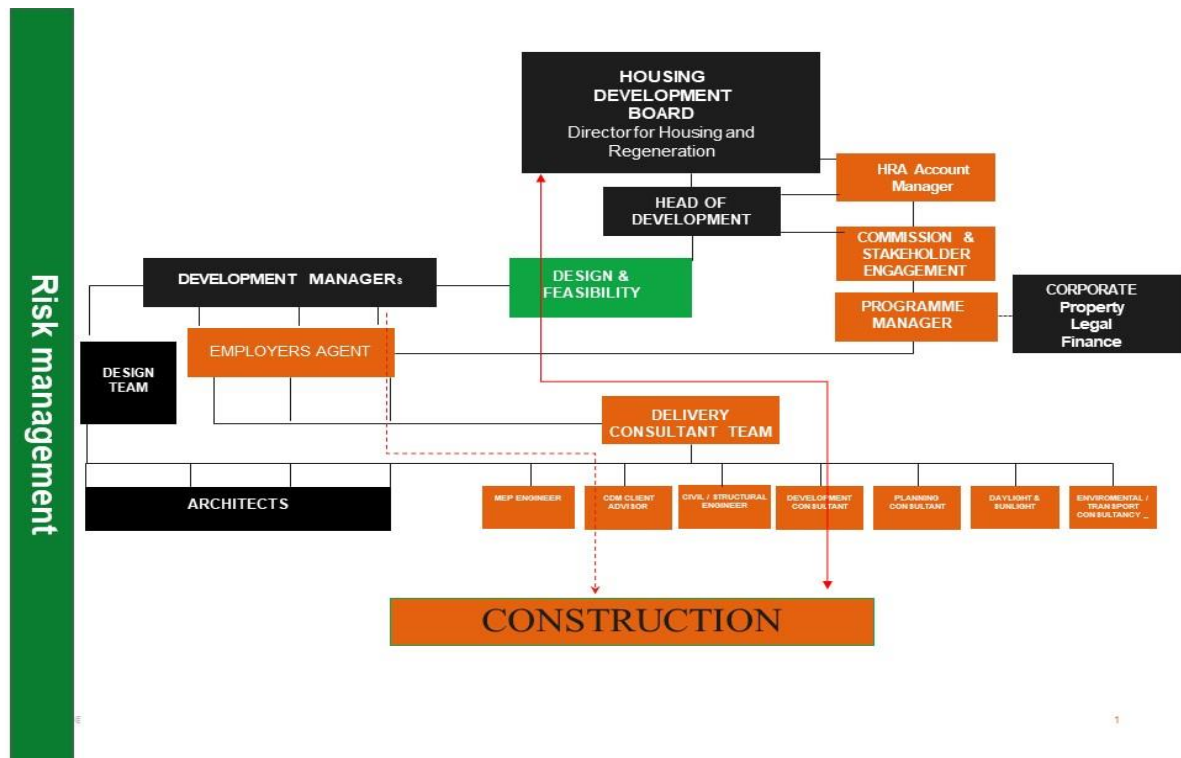 Risk management
HOUSING
DEVELOPMENT
BOARD
Director for Housing and
Regeneration
HRA Account
Manager
HEAD OF
DEVELOPMENT
COMMISSION &
STAKEHOLDER
ENGAGEMENT
DEVELOPMENT MANAGERs
DESIGN &
FEASIBILITY
PROGRAMME
MANAGER
CORPORATE
Property
Legal
Finance
EMPLOYERS AGENT
DESIGN
TEAM
DELIVERY
CONSULTANT TEAM
ARCHITECTS
MEP ENGINEER
CDM CLIENT
ADVISOR
CIVIL / STRUCTURAL
ENGINEER
DEVELOPMENT
CONSULTANT
PLANNING
CONSULTANT
DAYLIGHT &
SUNLIGHT
ENVIROMENTAL /
TRANSPORT
CONSULTANCY _
CONSTRUCTION
1